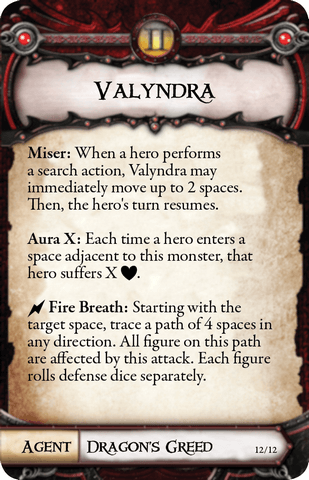 II
Valyndra
Miser: When a hero performs
a search action, Valyndra may
immediately move up to 2 spaces.
Then, the hero's turn resumes.
Aura X: Each time a hero enters a
space adjacent to this monster, that
hero suffers X ♥.
Fire Breath: Starting with the
target space, trace a path of 4 spaces in
any direction. All figure on this path
are affected by this attack. Each figure
rolls defense dice separately.
Agent Dragon's Greed 12/12